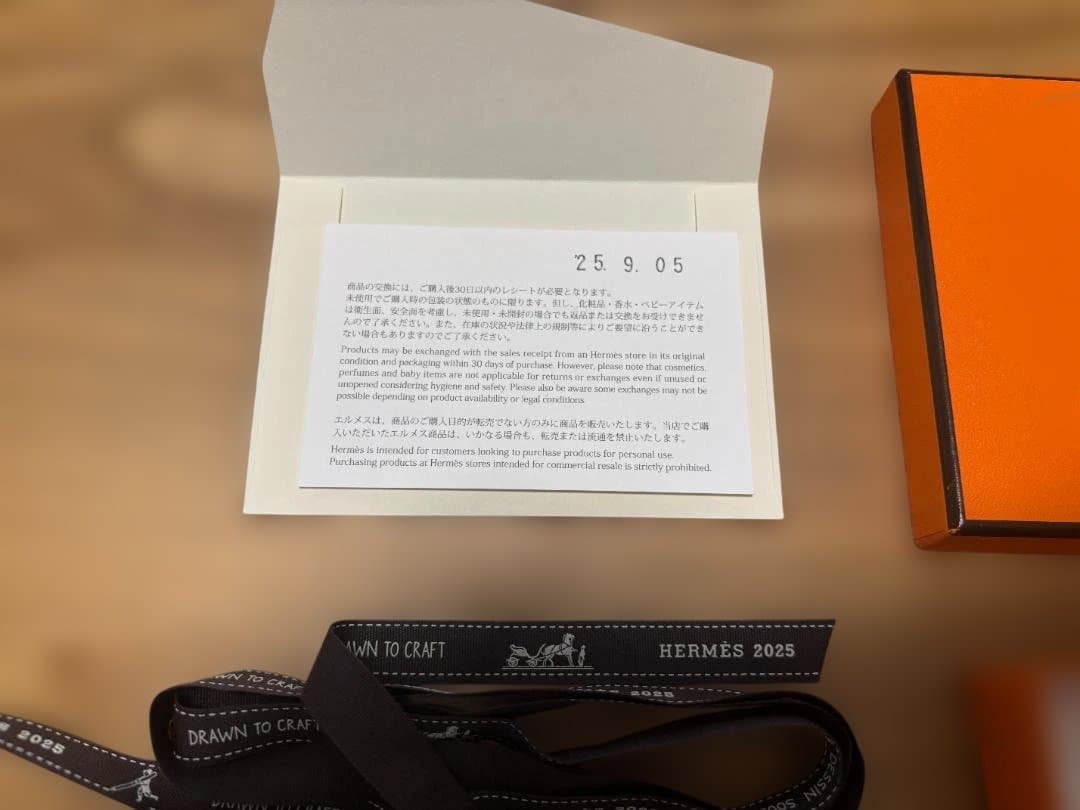 '25. 9. 05
商品の交換には、ご購入後30日以内のレシートが必要となります。
未使用でご購入時の包装の状態のものに限ります。但し、化粧品・香水・ベビーアイテム
は衛生面、安全面を考慮し、未使用・未開封の場合でも返品または交換をお受けできませ
んので了承ください。また、在庫の状況や法律上の規制等によりご要望に沿うことができ
ない場合もありますのでご了承ください。
Products may be exchanged with the sales receipt from an Hermès store in its original
condition and packaging within 30 days of purchase. However, please note that cosmetics,
perfumes and baby items are not applicable for returns or exchanges even if unused or
unopened considering hygiene and safety. Please also be aware some exchanges may not be
possible depending on product availability or legal conditions.
エルメスは、商品のご購入目的が転売でない方のみに商品を販売いたします。当店でご購
入いただいたエルメス商品は、いかなる場合も、転売または流通を禁止いたします。
Hermès is intended for customers looking to purchase products for personal use.
Purchasing products at Hermès stores intended for commercial resale is strictly prohibited.
AWN TO CRAFT HERMÈS 2025
WN TO CRA 2025
DRAWN TO CRAFT
2025
DRAWN TO CRAFT
DESSIN